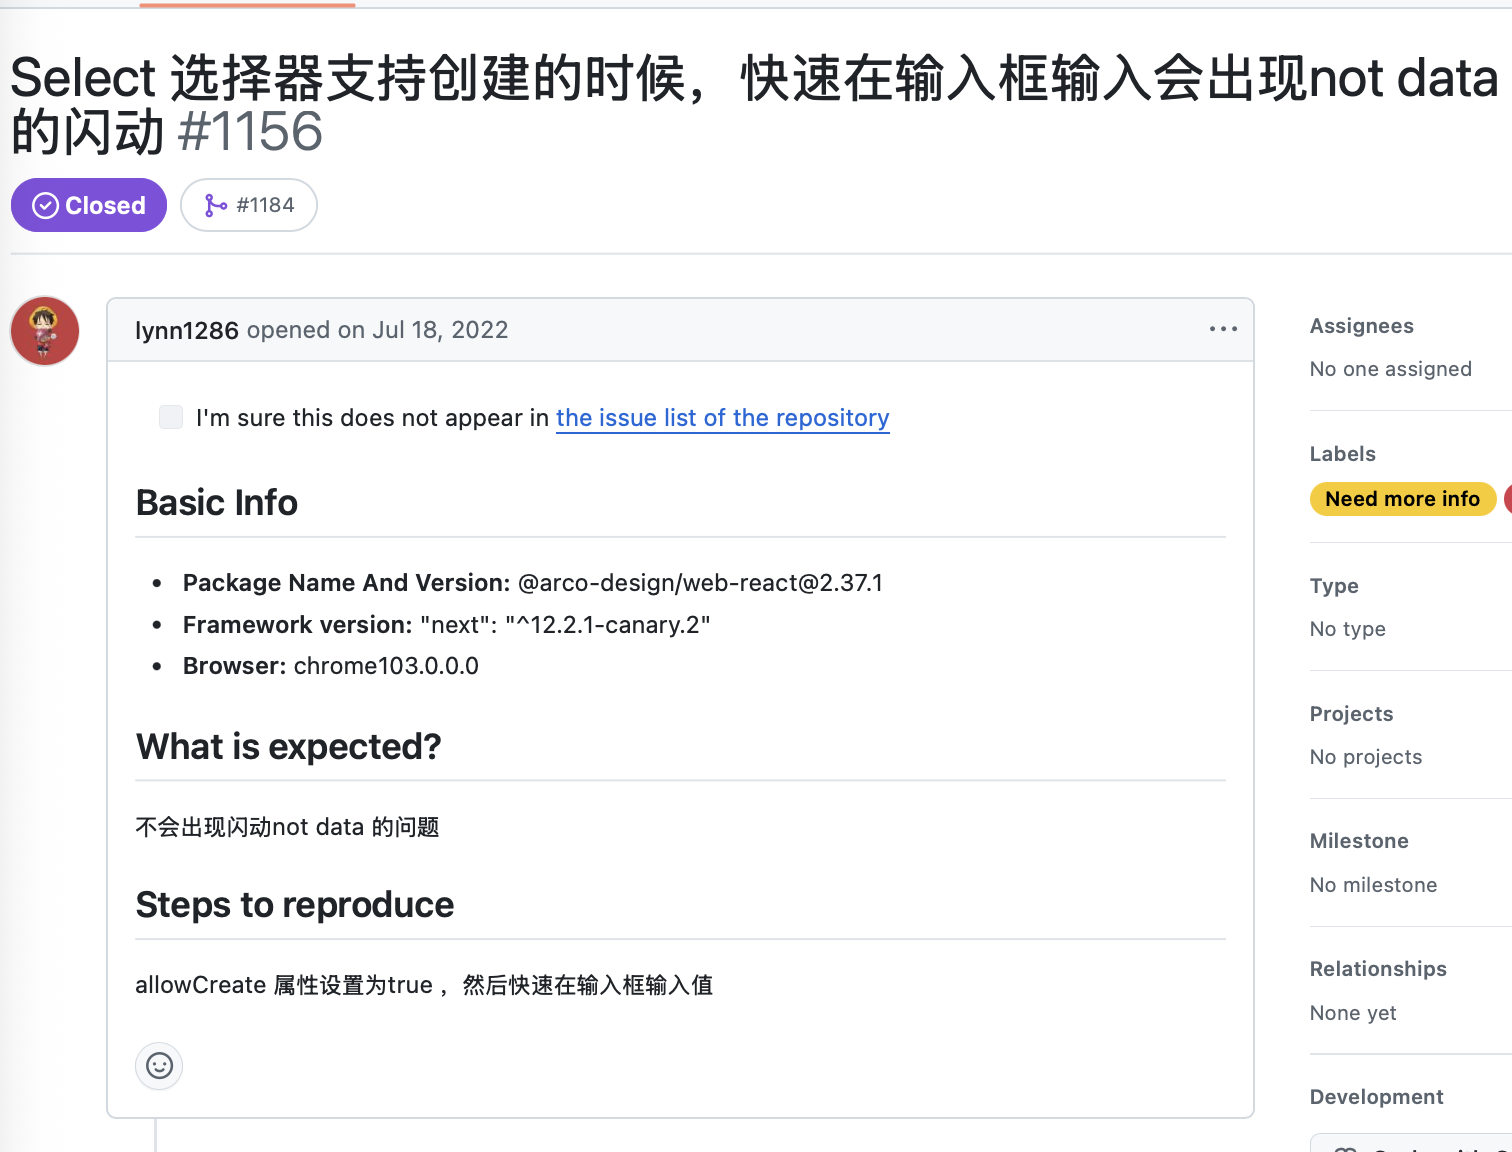 Select 选择器支持创建的时候，快速在输入框输入会出现not data
的闪动 #1156
Closed
#1184
lynn1286 opened on Jul 18, 2022
I'm sure this does not appear in the issue list of the repository
Basic Info
Package Name And Version: @arco-design/web-react@2.37.1
Framework version: "next": "^12.2.1-canary.2"
Browser: chrome103.0.0.0
What is expected?
不会出现闪动not data 的问题
Steps to reproduce
allowCreate 属性设置为true ，然后快速在输入框输入值
Assignees
No one assigned
Labels
Need more info
Type
No type
Projects
No projects
Milestone
No milestone
Relationships
None yet
Development